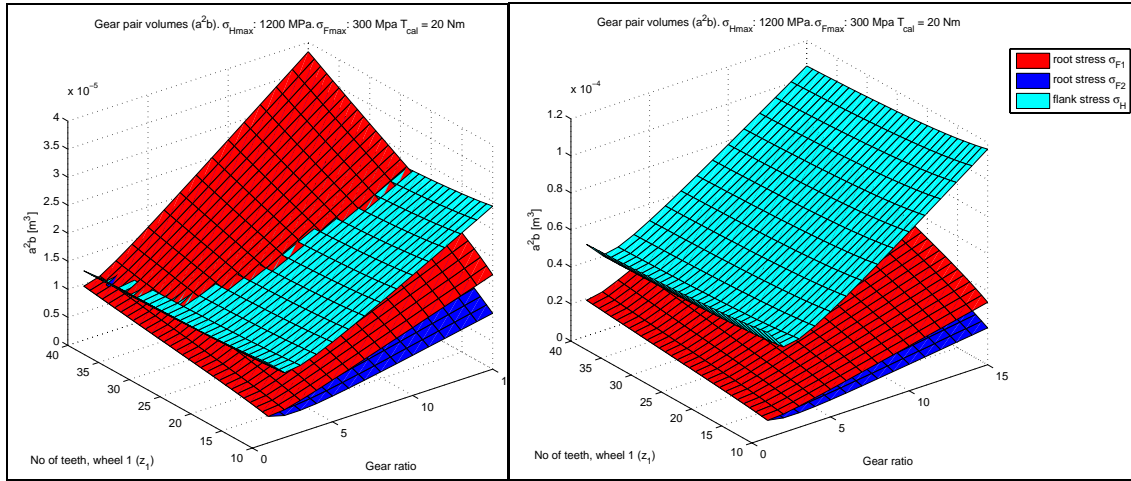 Gear pair volumes (a²b). σHmax: 1200 MPa. σFmax: 300 Mpa Tcal = 20 Nm
x 10⁻⁵
4
3.5
3
2.5
2
1.5
1
0.5
0
a²b [m³]
40
35
30
25
20
15
10
0
5
10
1
No of teeth, wheel 1 (z₁)
Gear ratio
Gear pair volumes (a²b). σHmax: 1200 MPa. σFmax: 300 Mpa Tcal = 20 Nm
x 10⁻⁴
1.2
1
0.8
0.6
0.4
0.2
0
a²b [m³]
40
35
30
25
20
15
10
0
5
10
15
No of teeth, wheel 1 (z₁)
Gear ratio
root stress σF1
root stress σF2
flank stress σH